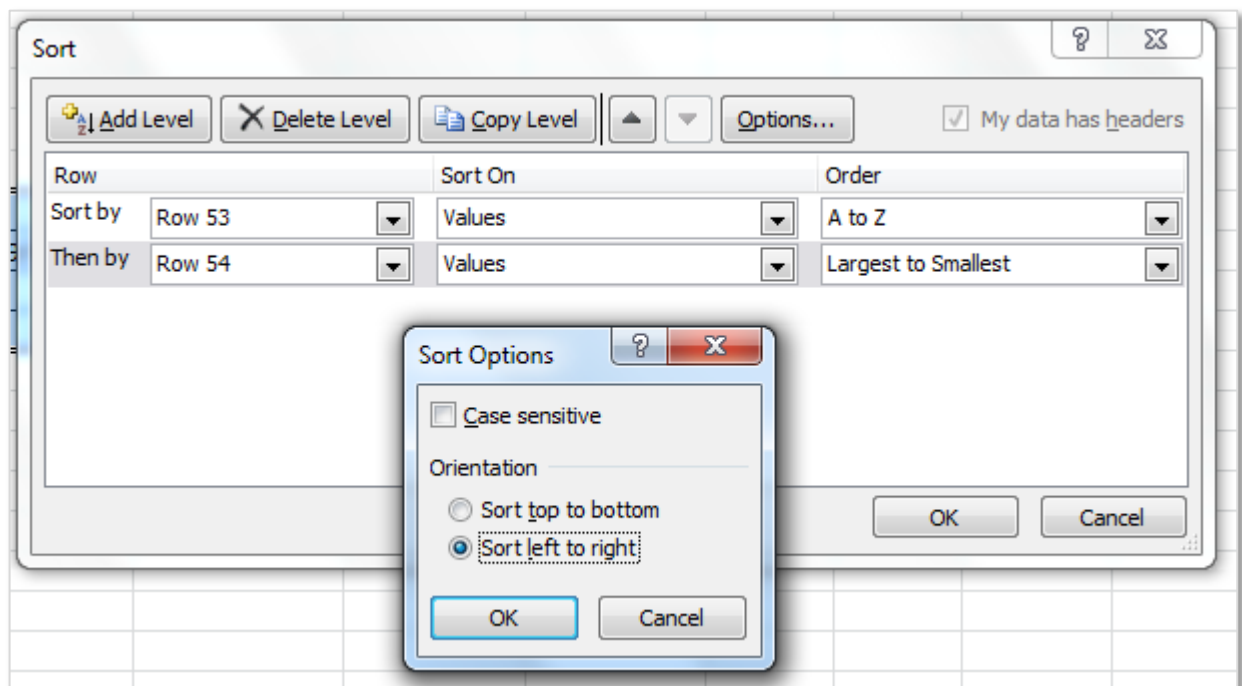 Sort
Add Level Delete Level Copy Level Options... My data has headers
Row Sort On Order
Sort by Row 53 Values A to Z
Then by Row 54 Values Largest to Smallest
Sort Options
Case sensitive
Orientation
Sort top to bottom
Sort left to right
OK Cancel
OK Cancel